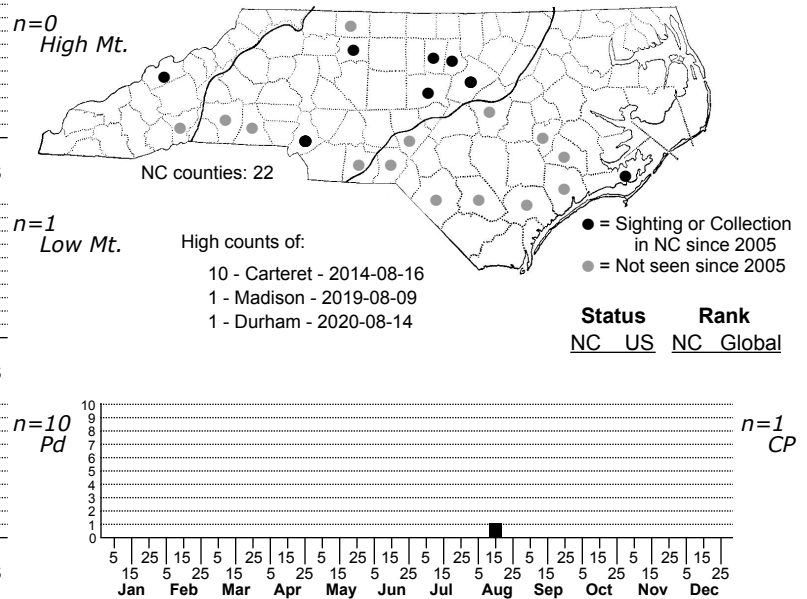 n=0
High Mt.
NC counties: 22
n=1
Low Mt.
High counts of:
10 - Carteret - 2014-08-16
1 - Madison - 2019-08-09
1 - Durham - 2020-08-14
● = Sighting or Collection
in NC since 2005
● = Not seen since 2005
Status Rank
NC US NC Global
n=10
Pd
n=1
CP
10
9
8
7
6
5
4
3
2
1
0
5 25 15 5 25 15 5 25 15 5 25 15 5 25 15 5 25 15
15 5 25 15 5 25 15 5 25 15 5 25 15 5 25 15 5 25
Jan Feb Mar Apr May Jun Jul Aug Sep Oct Nov Dec